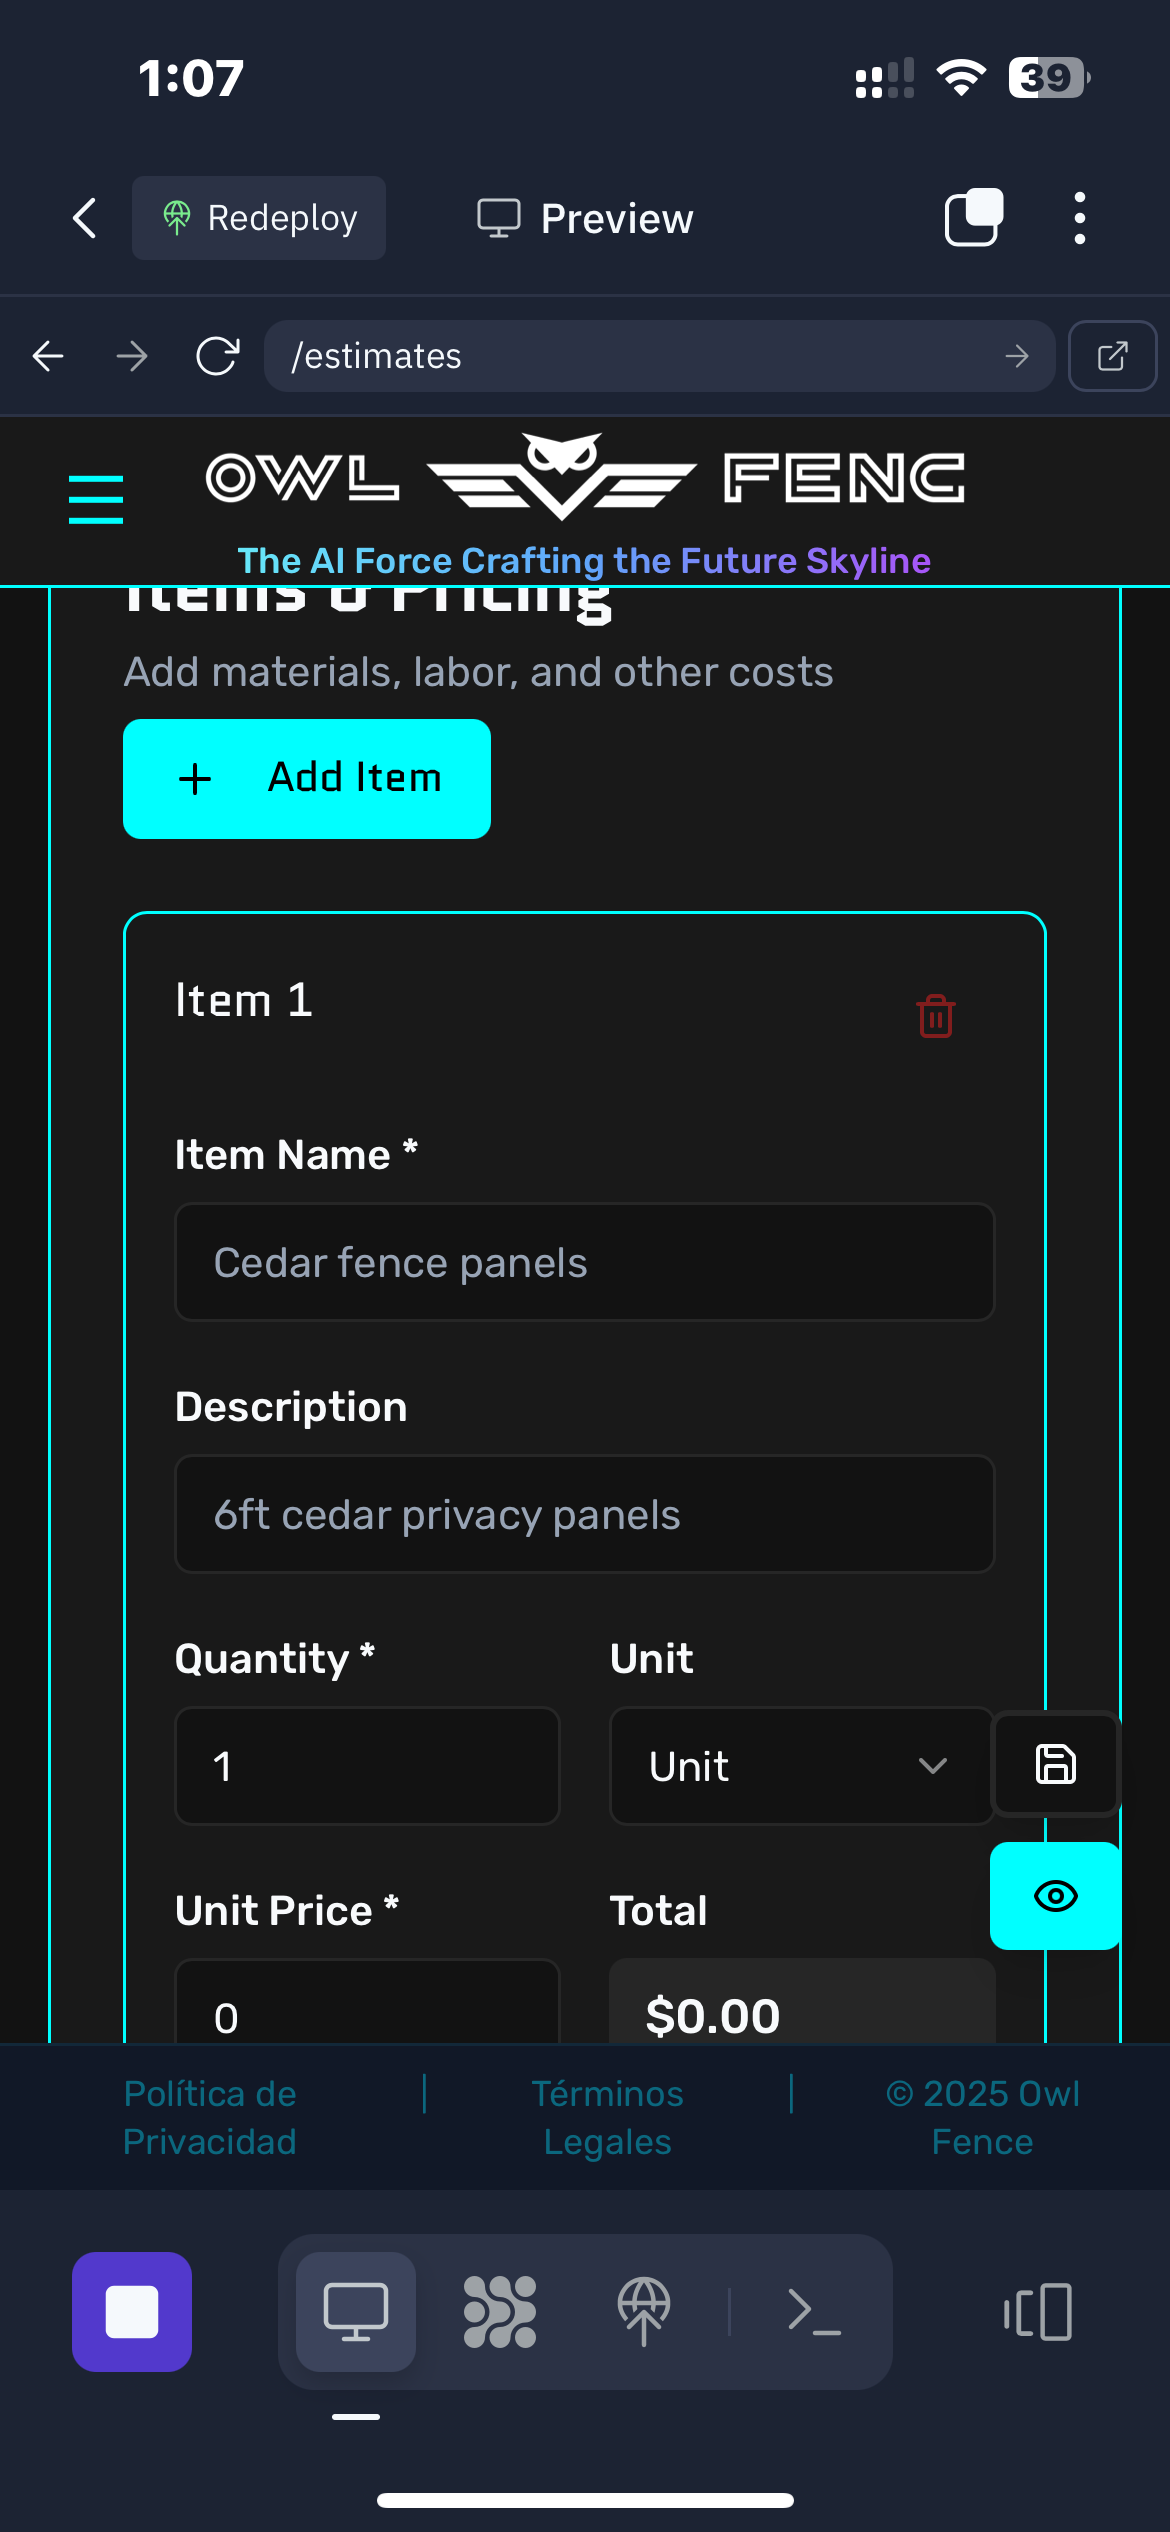 1:07
39
Redeploy
Preview
/estimates
OWL FENC
The AI Force Crafting the Future Skyline
Items & Pricing
Add materials, labor, and other costs
Add Item
Item 1
Item Name *
Cedar fence panels
Description
6ft cedar privacy panels
Quantity * Unit
1 Unit
Unit Price * Total
0 $0.00
Política de | Términos | © 2025 Owl
Privacidad Legales Fence